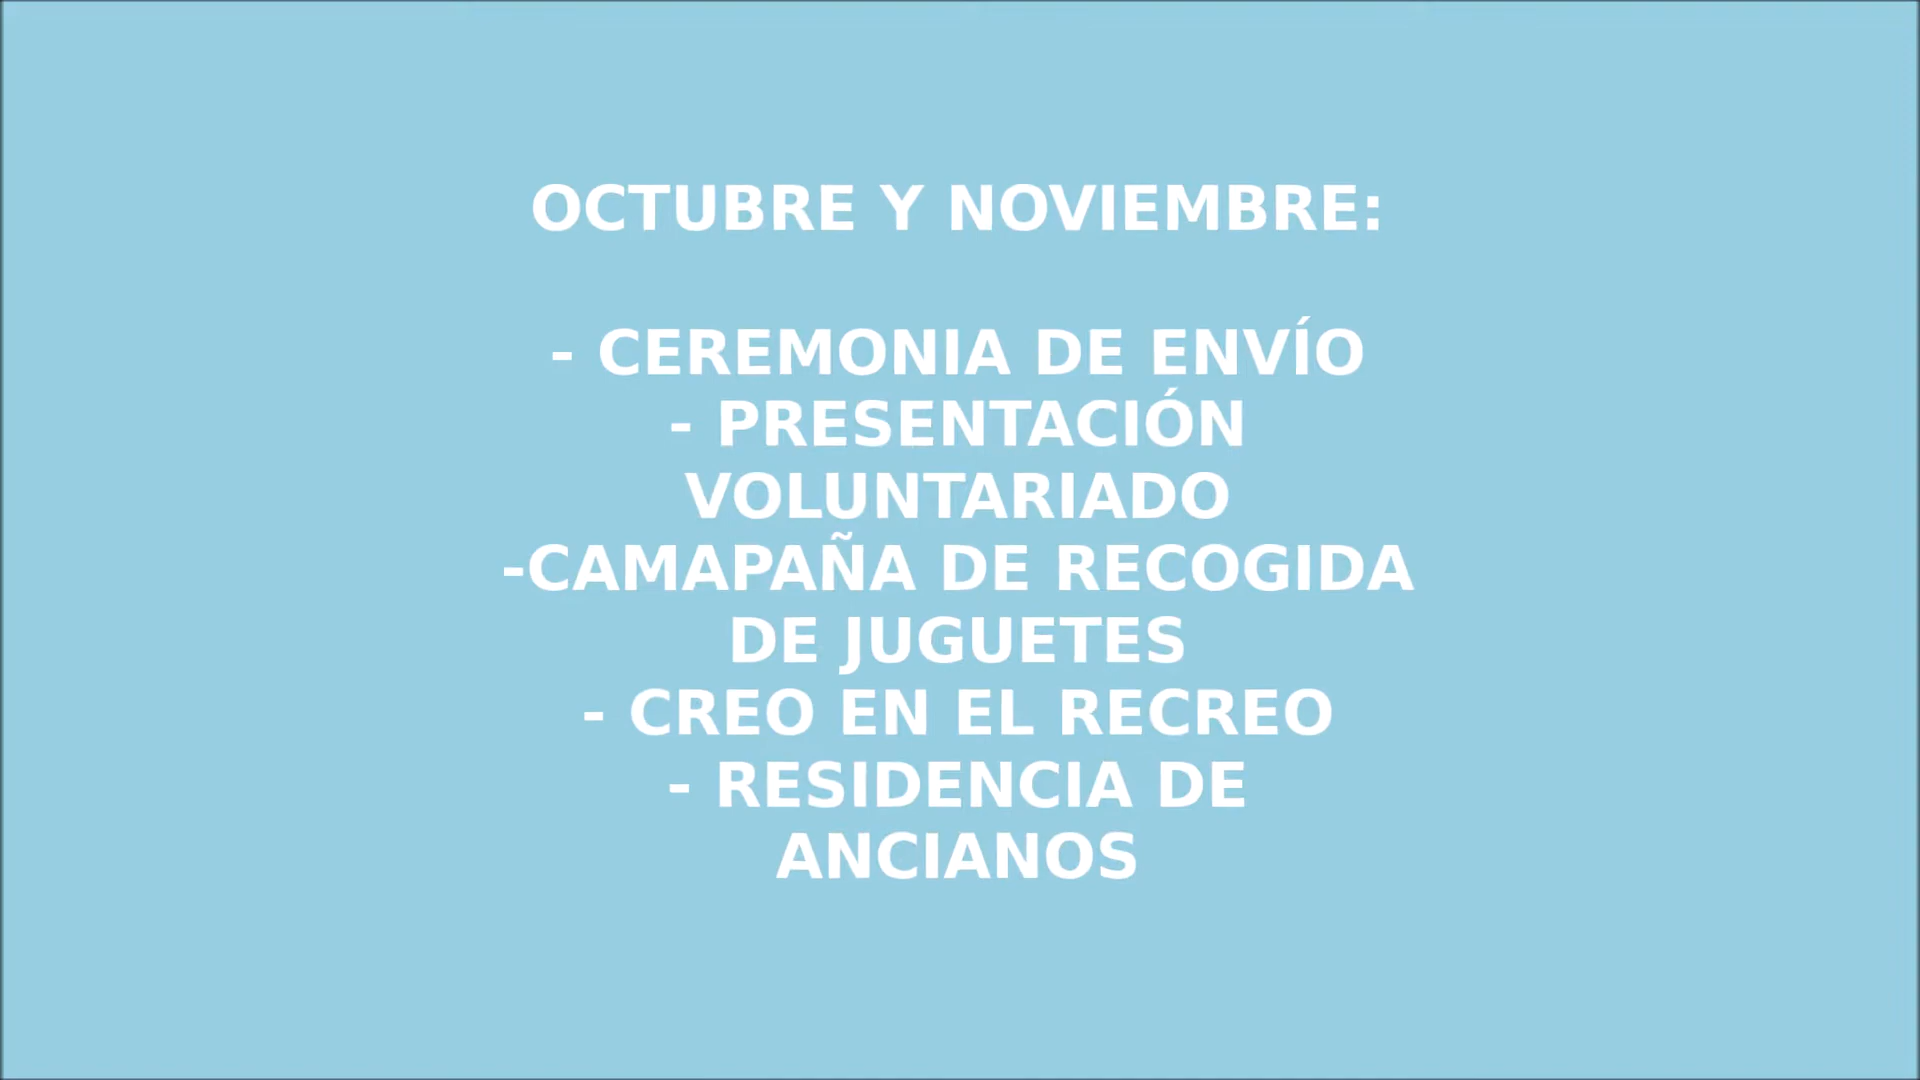 OCTUBRE Y NOVIEMBRE:
- CEREMONIA DE ENVÍO
- PRESENTACIÓN
VOLUNTARIADO
-CAMAPAÑA DE RECOGIDA
DE JUGUETES
- CREO EN EL RECREO
- RESIDENCIA DE
ANCIANOS